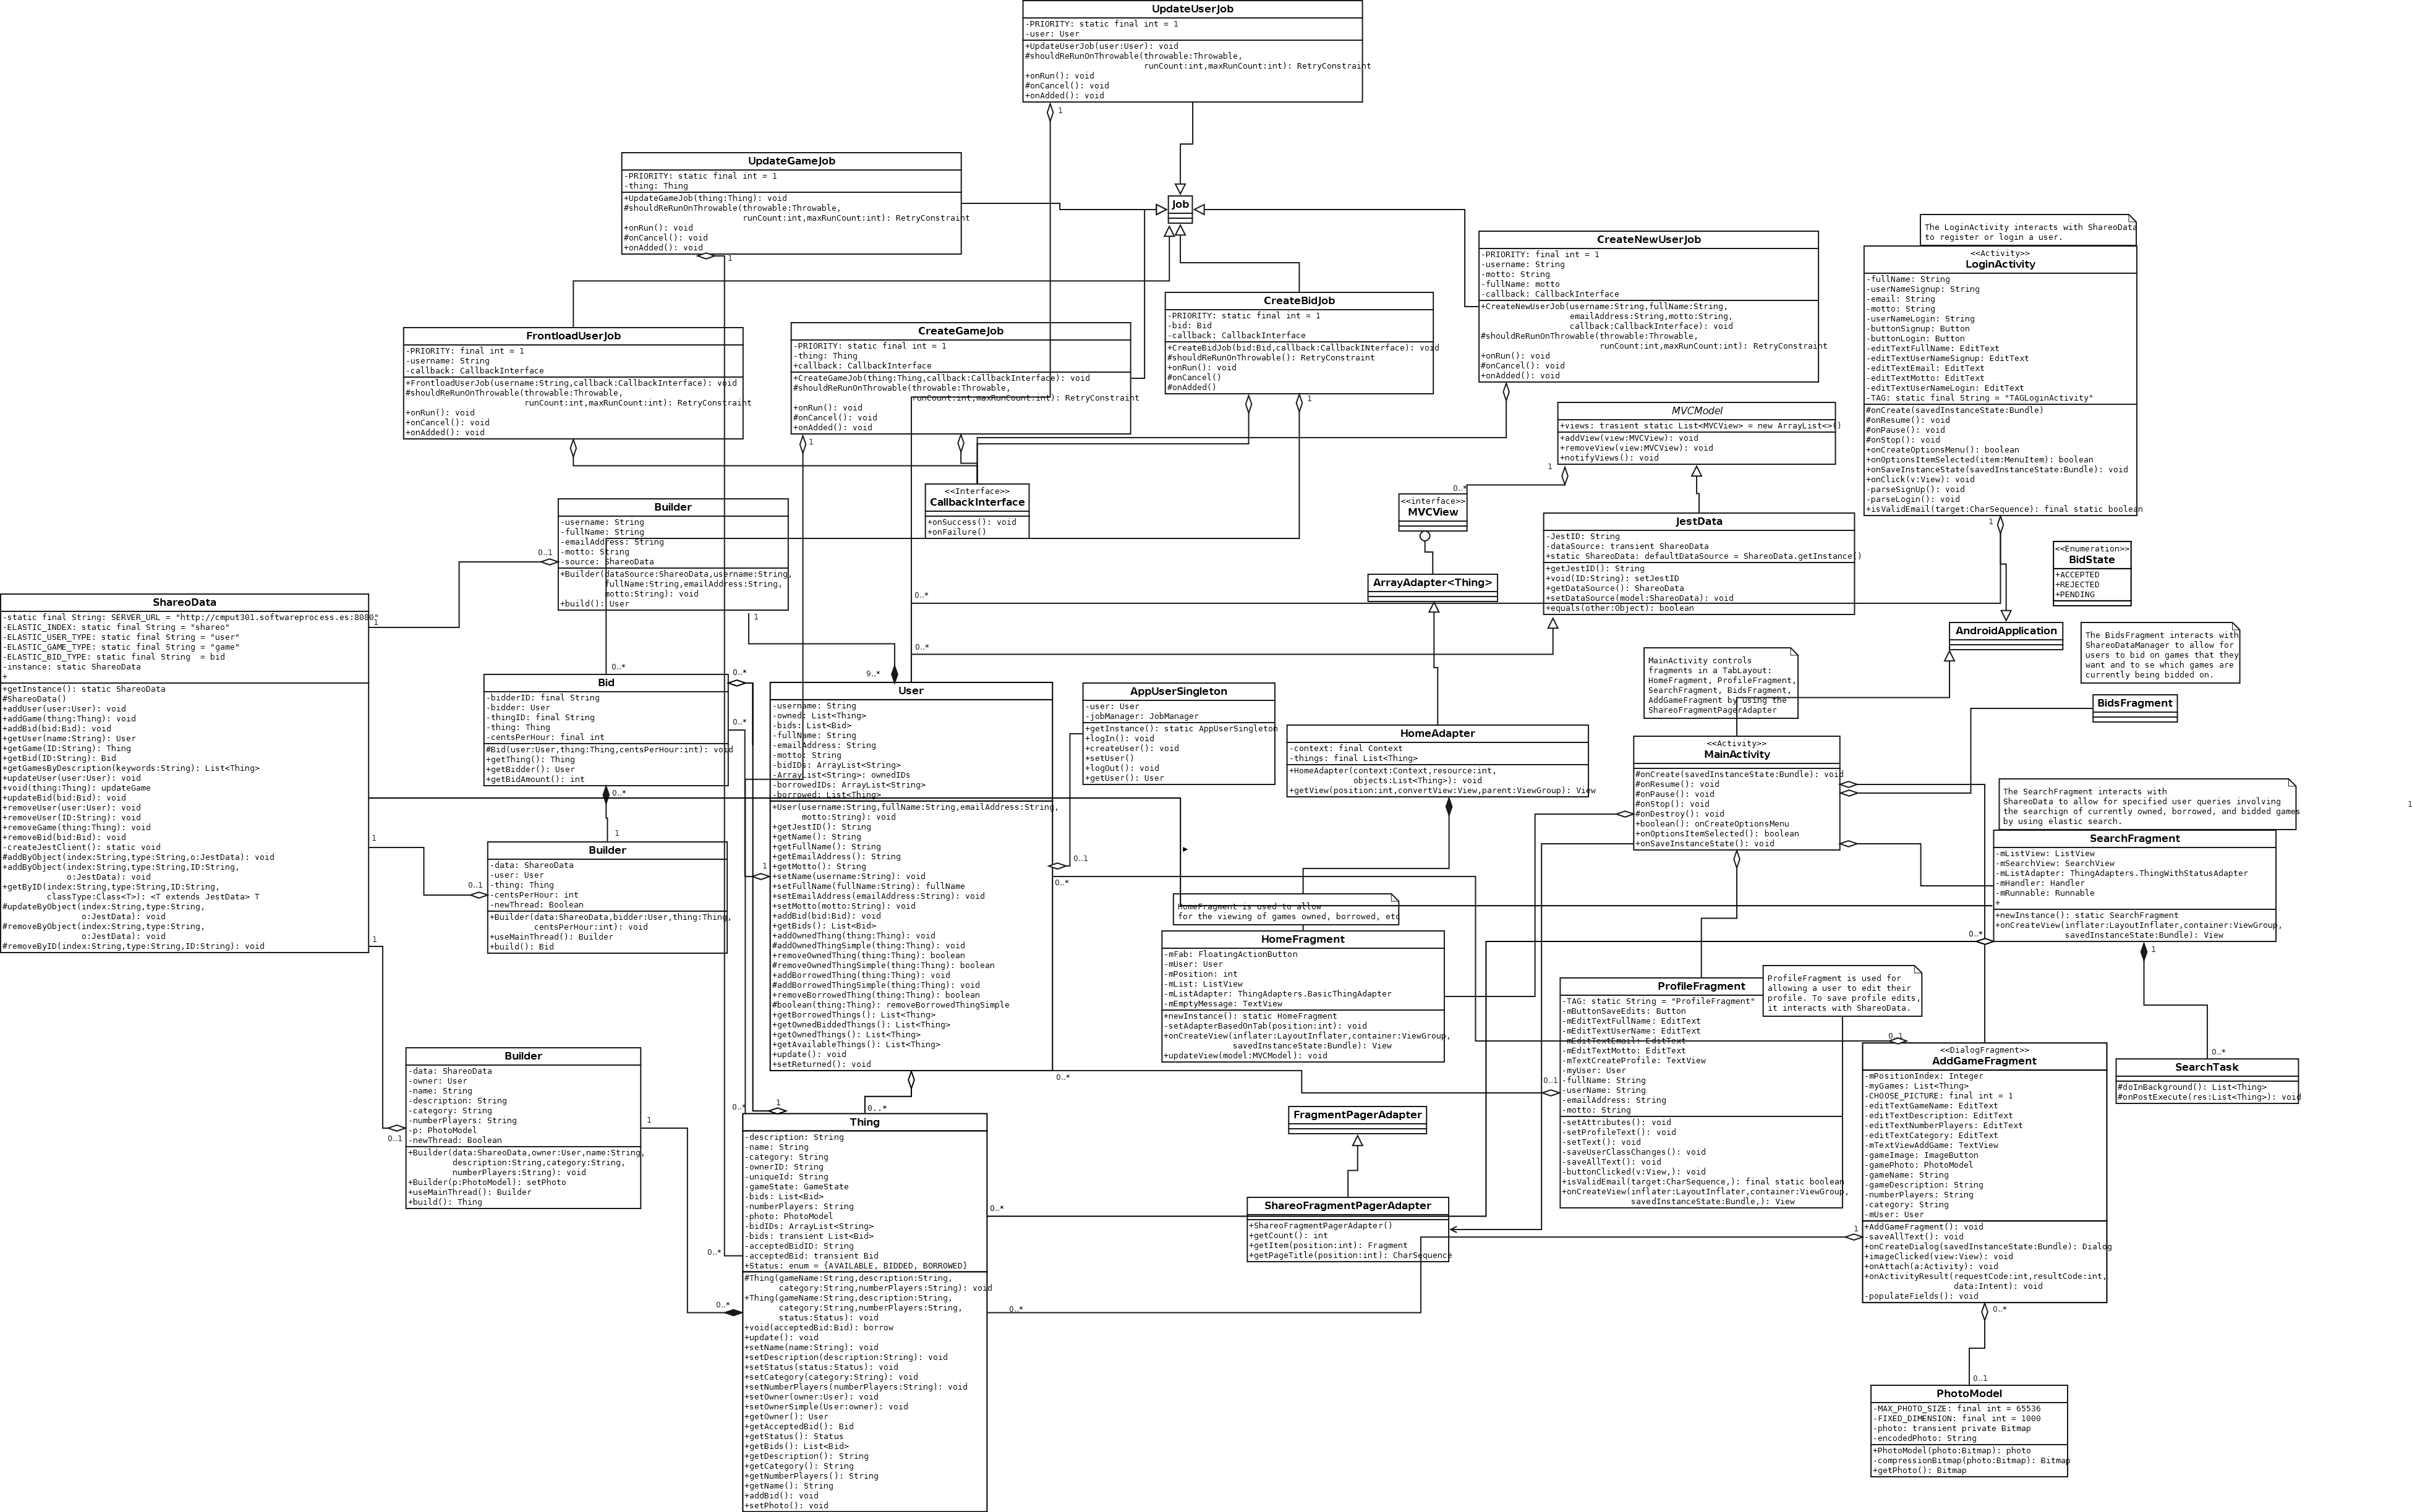 UpdateUserJob
-PRIORITY: static final int = 1
-user: User
+UpdateUserJob(user:User): void
#shouldReRunOnThrowable(throwable:Throwable,
runCount:int,maxRunCount:int): RetryConstraint
+onRun(): void
#onCancel(): void
+onAdded(): void
1
UpdateGameJob
-PRIORITY: static final int = 1
-thing: Thing
+UpdateGameJob(thing:Thing): void
#shouldReRunOnThrowable(throwable:Throwable,
runCount:int,maxRunCount:int): RetryConstraint
+onRun(): void
#onCancel(): void
+onAdded(): void
1
Job
CreateNewUserJob
-PRIORITY: final int = 1
-username: String
-motto: String
-fullName: motto
-callback: CallbackInterface
+CreateNewUserJob(username:String,fullName:String,
emailAddress:String,motto:String,
callback:CallbackInterface): void
#shouldReRunOnThrowable(throwable:Throwable,
runCount:int,maxRunCount:int): RetryConstraint
+onRun(): void
#onCancel(): void
+onAdded(): void
The LoginActivity interacts with ShareoData
to register or login a user.
<<Activity>>
LoginActivity
-fullName: String
-userNameSignup: String
-email: String
-motto: String
-userNameLogin: String
-buttonSignup: Button
-buttonLogin: Button
-editTextFullName: EditText
-editTextUserNameSignup: EditText
-editTextEmail: EditText
-editTextMotto: EditText
-editTextUserNameLogin: EditText
-TAG: static final String = "TAGLoginActivity"
#onCreate(savedInstanceState:Bundle)
#onResume(): void
#onPause(): void
#onStop(): void
+onCreateOptionsMenu(): boolean
+onOptionsItemSelected(item:MenuItem): boolean
+onSaveInstanceState(savedInstanceState:Bundle): void
+onClick(v:View): void
-parseSignUp(): void
-parseLogin(): void
+isValidEmail(target:CharSequence): final static boolean
1
FrontloadUserJob
-PRIORITY: final int = 1
-username: String
-callback: CallbackInterface
+FrontloadUserJob(username:String,callback:CallbackInterface): void
#shouldReRunOnThrowable(throwable:Throwable,
runCount:int,maxRunCount:int): RetryConstraint
+onRun(): void
+onCancel(): void
+onAdded(): void
CreateGameJob
-PRIORITY: static final int = 1
-thing: Thing
+callback: CallbackInterface
+CreateGameJob(thing:Thing,callback:CallbackInterface): void
#shouldReRunOnThrowable(throwable:Throwable,
runCount:int,maxRunCount:int): RetryConstraint
+onRun(): void
#onCancel(): void
+onAdded(): void
1
CreateBidJob
-PRIORITY: static final int = 1
-bid: Bid
-callback: CallbackInterface
+CreateBidJob(bid:Bid,callback:CallbackINterface): void
#shouldReRunOnThrowable(): RetryConstraint
+onRun(): void
#onCancel()
#onAdded()
1
MVCModel
+views: trasient static List<MVCView> = new ArrayList<>()
+addView(view:MVCView): void
+removeView(view:MVCView): void
+notifyViews(): void
1
0..*
<<Interface>>
CallbackInterface
+onSuccess(): void
+onFailure()
<<interface>>
MVCView
ArrayAdapter<Thing>
JestData
-JestID: String
-dataSource: transient ShareoData
+static ShareoData: defaultDataSource = ShareoData.getInstance()
+getJestID(): String
+void(ID:String): setJestID
+getDataSource(): ShareoData
+setDataSource(model:ShareoData): void
+equals(other:Object): boolean
<<Enumeration>>
BidState
+ACCEPTED
+REJECTED
+PENDING
Builder
-username: String
-fullName: String
-emailAddress: String
-motto: String
-source: ShareoData
+Builder(dataSource:ShareoData,username:String,
fullName:String,emailAddress:String,
motto:String): void
+build(): User
0..1
1
0..*
0..*
9..*
ShareoData
-static final String: SERVER_URL = "http://cmput301.softwareprocess.es:8080"
-ELASTIC_INDEX: static final String = "shareo"
-ELASTIC_USER_TYPE: static final String = "user"
-ELASTIC_GAME_TYPE: static final String = "game"
-ELASTIC_BID_TYPE: static final String  = bid
-instance: static ShareoData
+
+getInstance(): static ShareoData
#ShareoData()
+addUser(user:User): void
+addGame(thing:Thing): void
+addBid(bid:Bid): void
+getUser(name:String): User
+getGame(ID:String): Thing
+getBid(ID:String): Bid
+getGamesByDescription(keywords:String): List<Thing>
+updateUser(user:User): void
+void(thing:Thing): updateGame
+updateBid(bid:Bid): void
+removeUser(user:User): void
+removeUser(ID:String): void
+removeGame(thing:Thing): void
+removeBid(bid:Bid): void
-createJestClient(): static void
#addByObject(index:String,type:String,o:JestData): void
+addByObject(index:String,type:String,ID:String,
o:JestData): void
+getByID(index:String,type:String,ID:String,
classType:Class<T>): <T extends JestData> T
#updateByObject(index:String,type:String,
o:JestData): void
#removeByObject(index:String,type:String,
o:JestData): void
#removeByID(index:String,type:String,ID:String): void
1
1
1
AndroidApplication
The BidsFragment interacts with
ShareoDataManager to allow for
users to bid on games that they
want and to se which games are
currently being bidded on.
MainActivity controls
fragments in a TabLayout:
HomeFragment, ProfileFragment,
SearchFragment, BidsFragment,
AddGameFragment by using the
ShareoFragmentPagerAdapter
BidsFragment
0..*
Bid
-bidderID: final String
-bidder: User
-thingID: final String
-thing: Thing
-centsPerHour: final int
#Bid(user:User,thing:Thing,centsPerHour:int): void
+getThing(): Thing
+getBidder(): User
+getBidAmount(): int
0..*
0..*
0..*
1
User
-username: String
-owned: List<Thing>
-bids: List<Bid>
-fullName: String
-emailAddress: String
-motto: String
-bidIDs: ArrayList<String>
-ArrayList<String>: ownedIDs
-borrowedIDs: ArrayList<String>
-borrowed: List<Thing>
+User(username:String,fullName:String,emailAddress:String,
motto:String): void
+getJestID(): String
+getName(): String
+getFullName(): String
+getEmailAddress(): String
+getMotto(): String
+setName(username:String): void
+setFullName(fullName:String): fullName
+setEmailAddress(emailAddress:String): void
+setMotto(motto:String): void
+addBid(bid:Bid): void
+getBids(): List<Bid>
+addOwnedThing(thing:Thing): void
#addOwnedThingSimple(thing:Thing): void
+removeOwnedThing(thing:Thing): boolean
#removeOwnedThingSimple(thing:Thing): boolean
+addBorrowedThing(thing:Thing): void
#addBorrowedThingSimple(thing:Thing): void
+removeBorrowedThing(thing:Thing): boolean
#boolean(thing:Thing): removeBorrowedThingSimple
+getBorrowedThings(): List<Thing>
+getOwnedBiddedThings(): List<Thing>
+getOwnedThings(): List<Thing>
+getAvailableThings(): List<Thing>
+update(): void
+setReturned(): void
1
0..1
0..*
0..*
AppUserSingleton
-user: User
-jobManager: JobManager
+getInstance(): static AppUserSingleton
+logIn(): void
+createUser(): void
+setUser()
+logOut(): void
+getUser(): User
HomeAdapter
-context: final Context
-things: final List<Thing>
+HomeAdapter(context:Context,resource:int,
objects:List<Thing>): void
+getView(position:int,convertView:View,parent:ViewGroup): View
<<Activity>>
MainActivity
#onCreate(savedInstanceState:Bundle): void
#onResume(): void
#onPause(): void
#onStop(): void
#onDestroy(): void
+boolean(): onCreateOptionsMenu
+onOptionsItemSelected(): boolean
+onSaveInstanceState(): void
The SearchFragment interacts with
ShareoData to allow for specified user queries involving
the searchign of currently owned, borrowed, and bidded games
by using elastic search.
1
SearchFragment
-mListView: ListView
-mSearchView: SearchView
-mListAdapter: ThingAdapters.ThingWithStatusAdapter
-mHandler: Handler
-mRunnable: Runnable
+
+newInstance(): static SearchFragment
+onCreateView(inflater:LayoutInflater,container:ViewGroup,
savedInstanceState:Bundle): View
0..*
1
Builder
-data: ShareoData
-user: User
-thing: Thing
-centsPerHour: int
-newThread: Boolean
+Builder(data:ShareoData,bidder:User,thing:Thing,
centsPerHour:int): void
+useMainThread(): Builder
+build(): Bid
0..1
HomeFragment is used to allow
for the viewing of games owned, borrowed, etc
HomeFragment
-mFab: FloatingActionButton
-mUser: User
-mPosition: int
-mList: ListView
-mListAdapter: ThingAdapters.BasicThingAdapter
-mEmptyMessage: TextView
+newInstance(): static HomeFragment
-setAdapterBasedOnTab(position:int): void
+onCreateView(inflater:LayoutInflater,container:ViewGroup,
savedInstanceState:Bundle): View
+updateView(model:MVCModel): void
ProfileFragment is used for
allowing a user to edit their
profile. To save profile edits,
it interacts with ShareoData.
ProfileFragment
-TAG: static String = "ProfileFragment"
-mButtonSaveEdits: Button
-mEditTextFullName: EditText
-mEditTextUserName: EditText
-mEditTextEmail: EditText
-mEditTextMotto: EditText
-mTextCreateProfile: TextView
-myUser: User
-fullName: String
-userName: String
-emailAddress: String
-motto: String
-setAttributes(): void
-setProfileText(): void
-setText(): void
-saveUserClassChanges(): void
-saveAllText(): void
-buttonClicked(v:View,): void
+isValidEmail(target:CharSequence,): final static boolean
+onCreateView(inflater:LayoutInflater,container:ViewGroup,
savedInstanceState:Bundle,): View
0..1
0..1
<<DialogFragment>>
AddGameFragment
-mPositionIndex: Integer
-myGames: List<Thing>
-CHOOSE_PICTURE: final int = 1
-editTextGameName: EditText
-editTextDescription: EditText
-editTextNumberPlayers: EditText
-editTextCategory: EditText
-mTextViewAddGame: TextView
-gameImage: ImageButton
-gamePhoto: PhotoModel
-gameName: String
-gameDescription: String
-numberPlayers: String
-category: String
-mUser: User
+AddGameFragment(): void
-saveAllText(): void
+onCreateDialog(savedInstanceState:Bundle): Dialog
+imageClicked(view:View): void
+onAttach(a:Activity): void
+onActivityResult(requestCode:int,resultCode:int,
data:Intent): void
-populateFields(): void
1
0..*
0..*
SearchTask
#doInBackground(): List<Thing>
#onPostExecute(res:List<Thing>): void
Builder
-data: ShareoData
-owner: User
-name: String
-description: String
-category: String
-numberPlayers: String
-p: PhotoModel
-newThread: Boolean
+Builder(data:ShareoData,owner:User,name:String,
description:String,category:String,
numberPlayers:String): void
+Builder(p:PhotoModel): setPhoto
+useMainThread(): Builder
+build(): Thing
0..1
1
0..*
1
0..*
Thing
-description: String
-name: String
-category: String
-ownerID: String
-uniqueId: String
-gameState: GameState
-bids: List<Bid>
-numberPlayers: String
-photo: PhotoModel
-bidIDs: ArrayList<String>
-bids: transient List<Bid>
-acceptedBidID: String
-acceptedBid: transient Bid
+Status: enum = {AVAILABLE, BIDDED, BORROWED}
#Thing(gameName:String,description:String,
category:String,numberPlayers:String): void
+Thing(gameName:String,description:String,
category:String,numberPlayers:String,
status:Status): void
+void(acceptedBid:Bid): borrow
+update(): void
+setName(name:String): void
+setDescription(description:String): void
+setStatus(status:Status): void
+setCategory(category:String): void
+setNumberPlayers(numberPlayers:String): void
+setOwner(owner:User): void
+setOwnerSimple(User:owner): void
+getOwner(): User
+getAcceptedBid(): Bid
+getStatus(): Status
+getBids(): List<Bid>
+getDescription(): String
+getCategory(): String
+getNumberPlayers(): String
+getName(): String
+addBid(): void
+setPhoto(): void
0..*
0..*
0..*
0..*
FragmentPagerAdapter
ShareoFragmentPagerAdapter
+ShareoFragmentPagerAdapter()
+getCount(): int
+getItem(position:int): Fragment
+getPageTitle(position:int): CharSequence
0..1
PhotoModel
-MAX_PHOTO_SIZE: final int = 65536
-FIXED_DIMENSION: final int = 1000
-photo: transient private Bitmap
-encodedPhoto: String
+PhotoModel(photo:Bitmap): photo
-compressionBitmap(photo:Bitmap): Bitmap
+getPhoto(): Bitmap